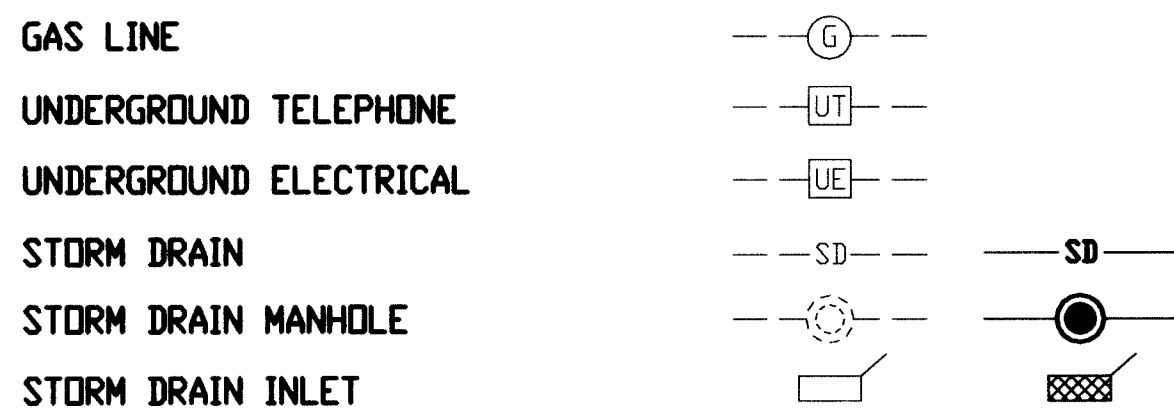 GAS LINE G
UNDERGROUND TELEPHONE UT
UNDERGROUND ELECTRICAL UE
STORM DRAIN SD SD
STORM DRAIN MANHOLE
STORM DRAIN INLET